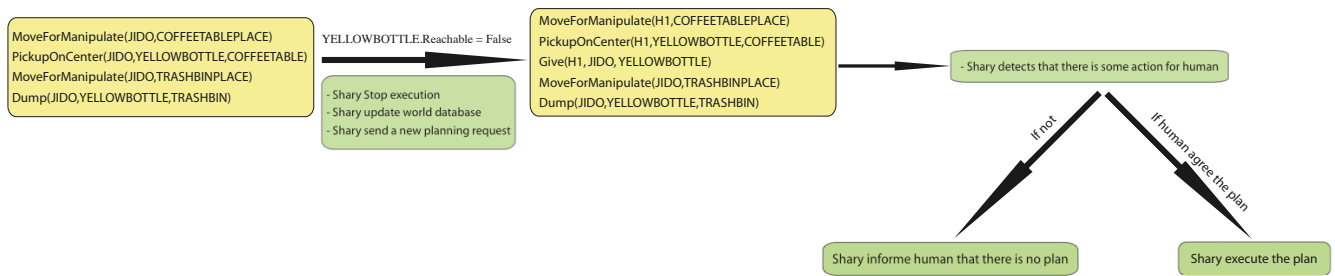 MoveForManipulate(JIDO,COFFEETABLEPLACE)
PickupOnCenter(JIDO,YELLOWBOTTLE,COFFEETABLE)
MoveForManipulate(JIDO,TRASHBINPLACE)
Dump(JIDO,YELLOWBOTTLE,TRASHBIN)
YELLOWBOTTLE.Reachable = False
- Shary Stop execution
- Shary update world database
- Shary send a new planning request
MoveForManipulate(H1,COFFEETABLEPLACE)
PickupOnCenter(H1,YELLOWBOTTLE,COFFEETABLE)
Give(H1, JIDO, YELLOWBOTTLE)
MoveForManipulate(JIDO,TRASHBINPLACE)
Dump(JIDO,YELLOWBOTTLE,TRASHBIN)
- Shary detects that there is some action for human
If not
If human agree the plan
Shary informe human that there is no plan
Shary execute the plan